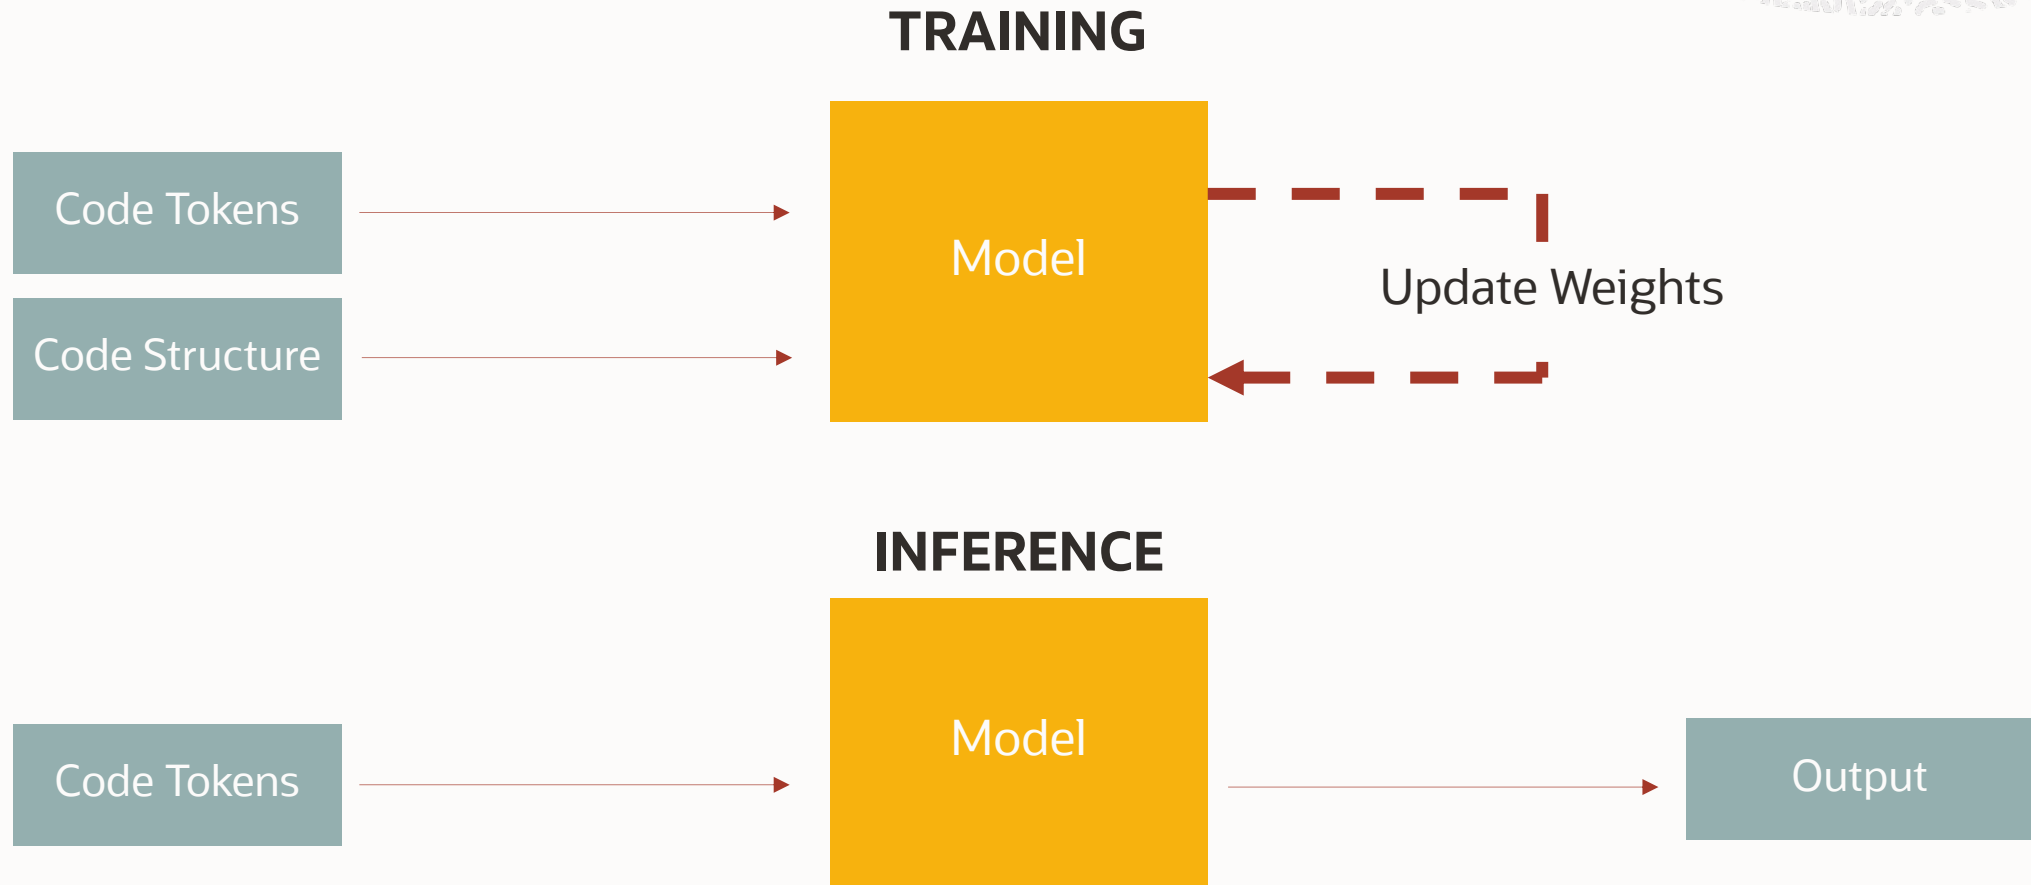 TRAINING
Code Tokens
Model
Code Structure
Update Weights
INFERENCE
Code Tokens
Model
Output